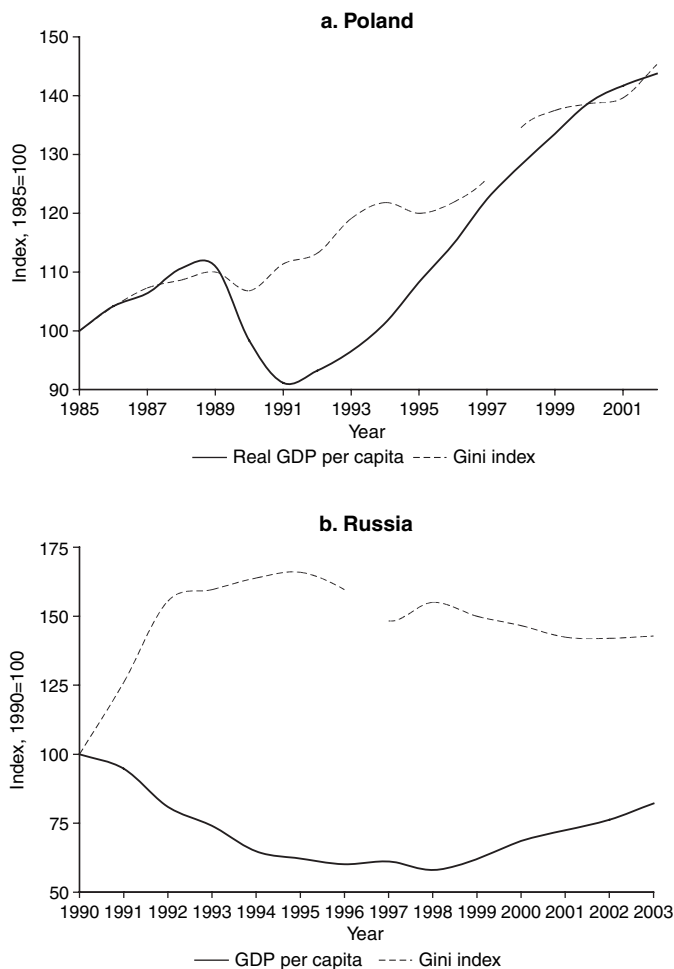 a. Poland
150
140
130
120
110
100
90
Index, 1985=100
1985 1987 1989 1991 1993 1995 1997 1999 2001
Year
Real GDP per capita Gini index
b. Russia
175
150
125
100
75
50
Index, 1990=100
1990 1991 1992 1993 1994 1995 1996 1997 1998 1999 2000 2001 2002 2003
Year
GDP per capita Gini index